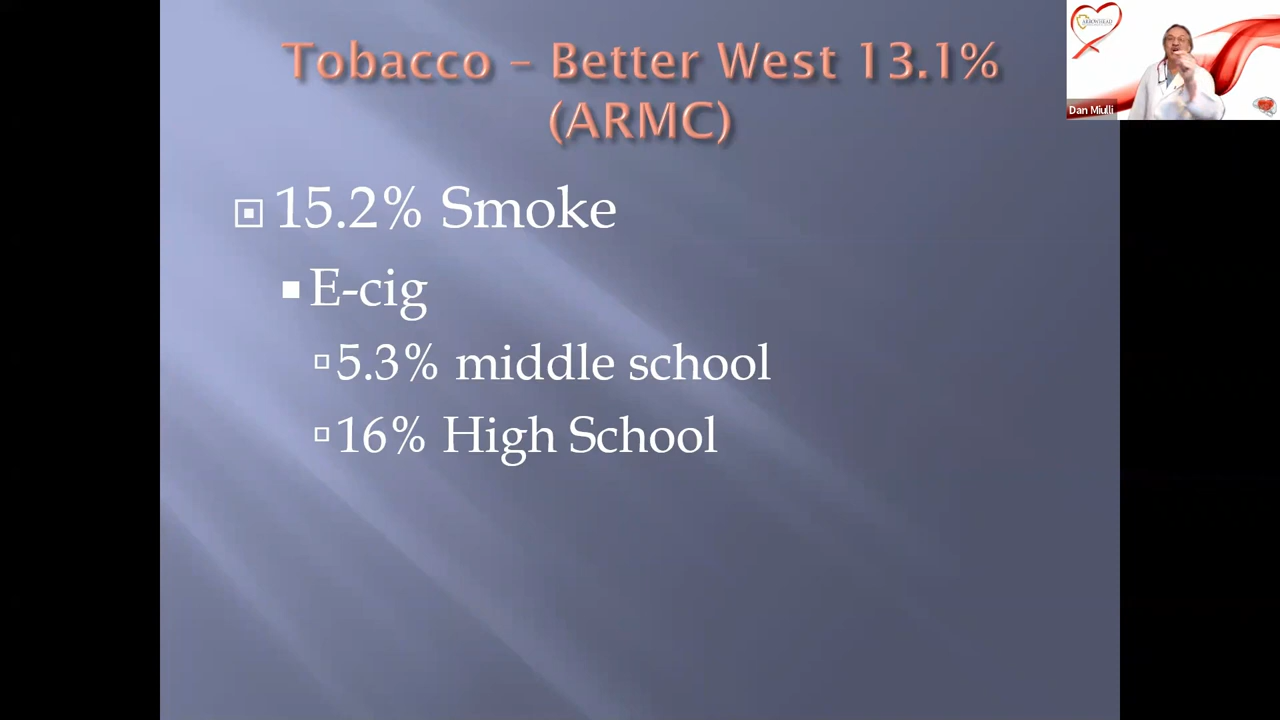 Tobacco – Better West 13.1%
(ARMC)
15.2% Smoke
E-cig
5.3% middle school
16% High School
ARROWHEAD
Dan Miulli